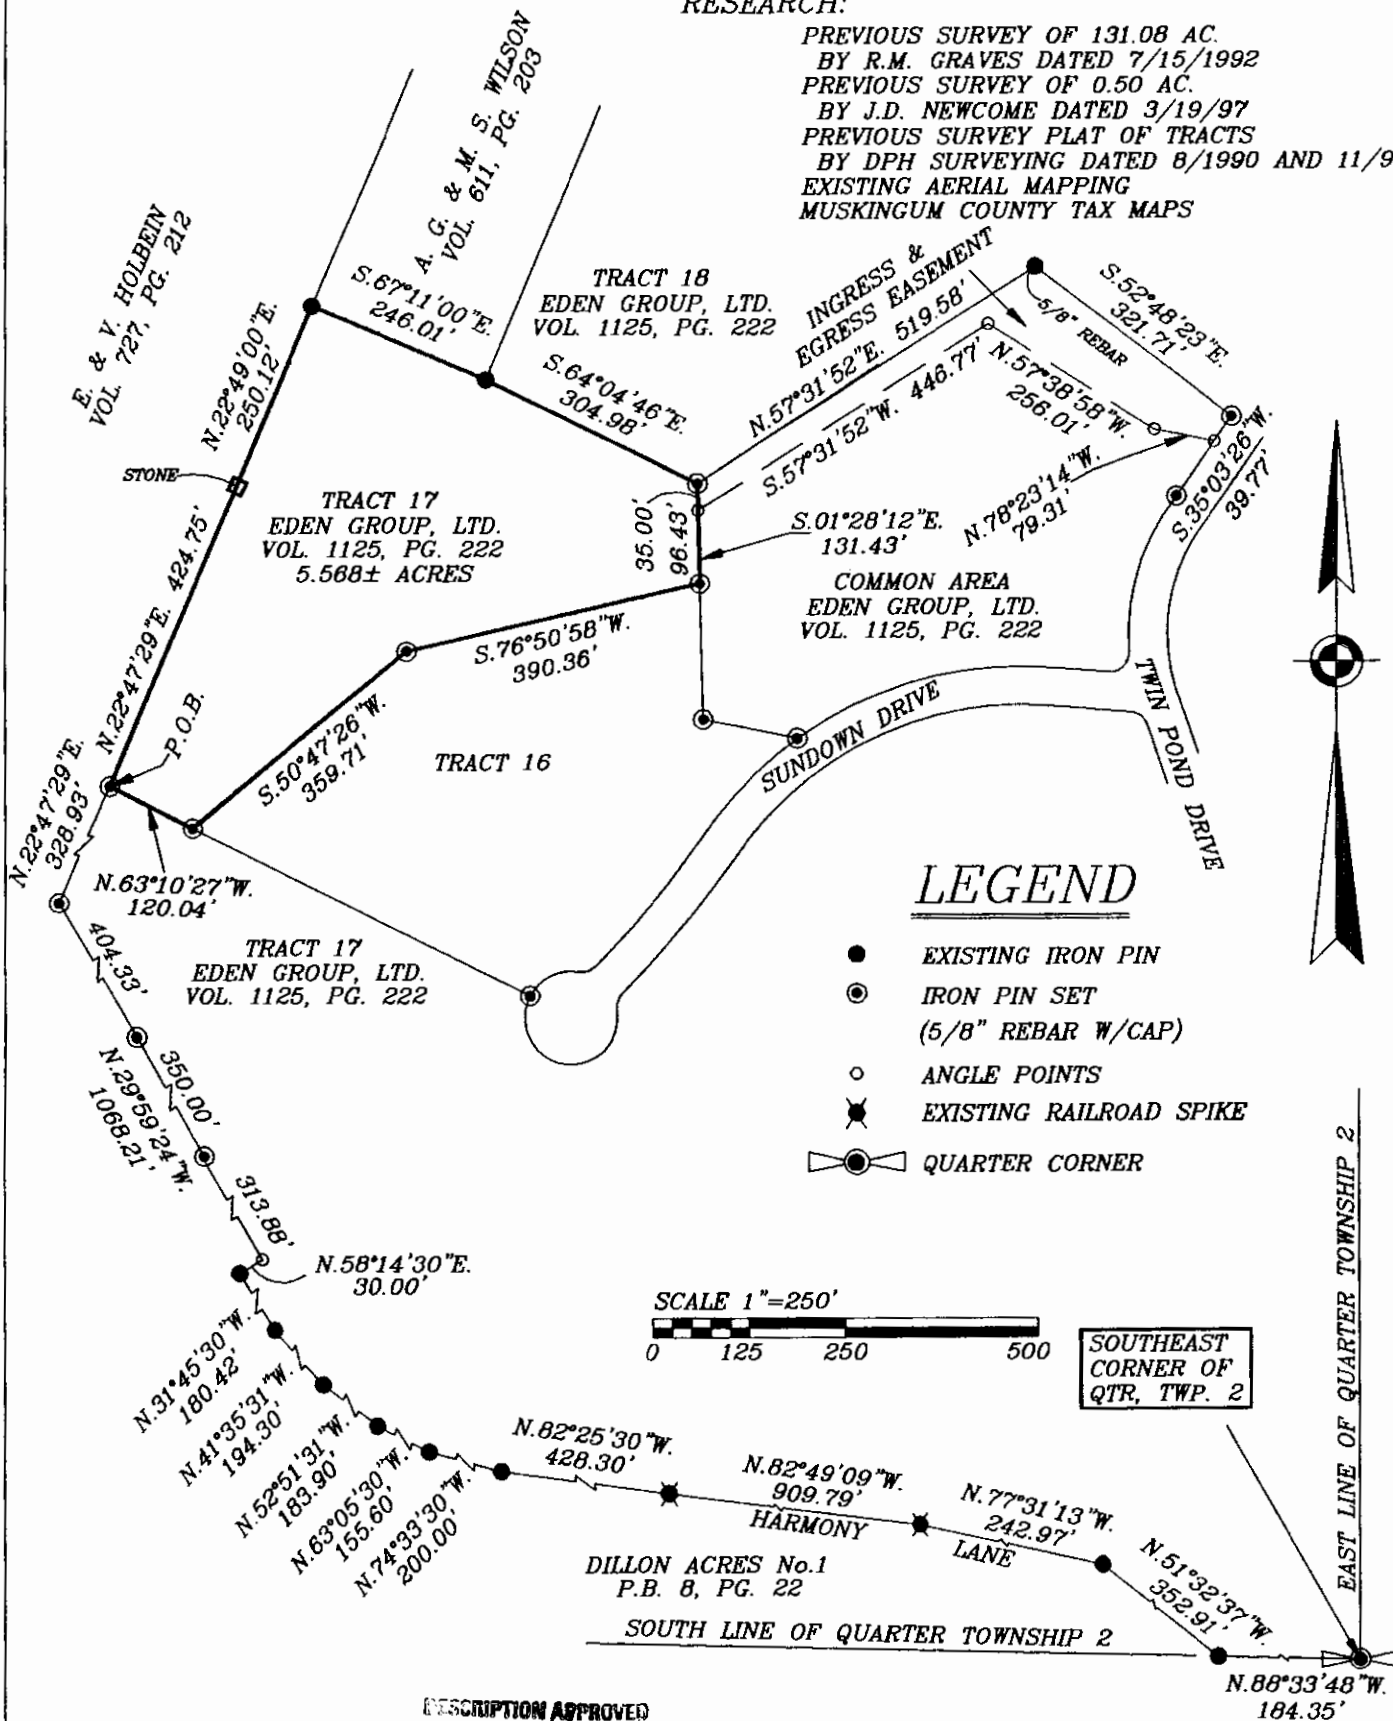 RESEARCH:
PREVIOUS SURVEY OF 131.08 AC.
BY R.M. GRAVES DATED 7/15/1992
PREVIOUS SURVEY OF 0.50 AC.
BY J.D. NEWCOME DATED 3/19/97
PREVIOUS SURVEY PLAT OF TRACTS
BY DPH SURVEYING DATED 8/1990 AND 11/9
EXISTING AERIAL MAPPING
MUSKINGUM COUNTY TAX MAPS
A. G. & M. S. WILSON
VOL. 611, PG. 203
E. & V. HOLBEIN
VOL. 727, PG. 212
N.22°49'00"E.
250.12'
S.67°11'00"E.
246.01'
TRACT 18
EDEN GROUP, LTD.
VOL. 1125, PG. 222
S.64°04'46"E.
304.98'
INGRESS &
EGRESS EASEMENT
N.57°31'52"E. 519.58'
S.57°31'52"W. 446.77'
5/8" REBAR
S.52°48'23"E.
321.71'
N.57°38'58"W.
256.01'
N.78°23'14"W.
79.31'
S.35°03'26"W.
39.77'
STONE
TRACT 17
EDEN GROUP, LTD.
VOL. 1125, PG. 222
5.568± ACRES
35.00'
96.43'
S.01°28'12"E.
131.43'
COMMON AREA
EDEN GROUP, LTD.
VOL. 1125, PG. 222
N.22°47'29"E. 424.75'
S.76°50'58"W.
390.36'
S.50°47'26"W.
359.71'
P.O.B.
TRACT 16
SUNDOWN DRIVE
TWIN POND DRIVE
N.22°47'29"E.
328.93'
N.63°10'27"W.
120.04'
TRACT 17
EDEN GROUP, LTD.
VOL. 1125, PG. 222
404.33'
350.00'
N.29°59'24"W.
1068.21'
313.88'
N.58°14'30"E.
30.00'
LEGEND
EXISTING IRON PIN
IRON PIN SET
(5/8" REBAR W/CAP)
ANGLE POINTS
EXISTING RAILROAD SPIKE
QUARTER CORNER
EAST LINE OF QUARTER TOWNSHIP 2
SCALE 1"=250'
0 125 250 500
SOUTHEAST
CORNER OF
QTR, TWP. 2
N.31°45'30"W.
180.42'
N.41°35'31"W.
194.30'
N.52°51'31"W.
183.90'
N.63°05'30"W.
155.60'
N.74°33'30"W.
200.00'
N.82°25'30"W.
428.30'
N.82°49'09"W.
909.79'
HARMONY LANE
N.77°31'13"W.
242.97'
N.51°32'37"W.
352.91'
DILLON ACRES No.1
P.B. 8, PG. 22
SOUTH LINE OF QUARTER TOWNSHIP 2
N.88°33'48"W.
184.35'
DESCRIPTION APPROVED